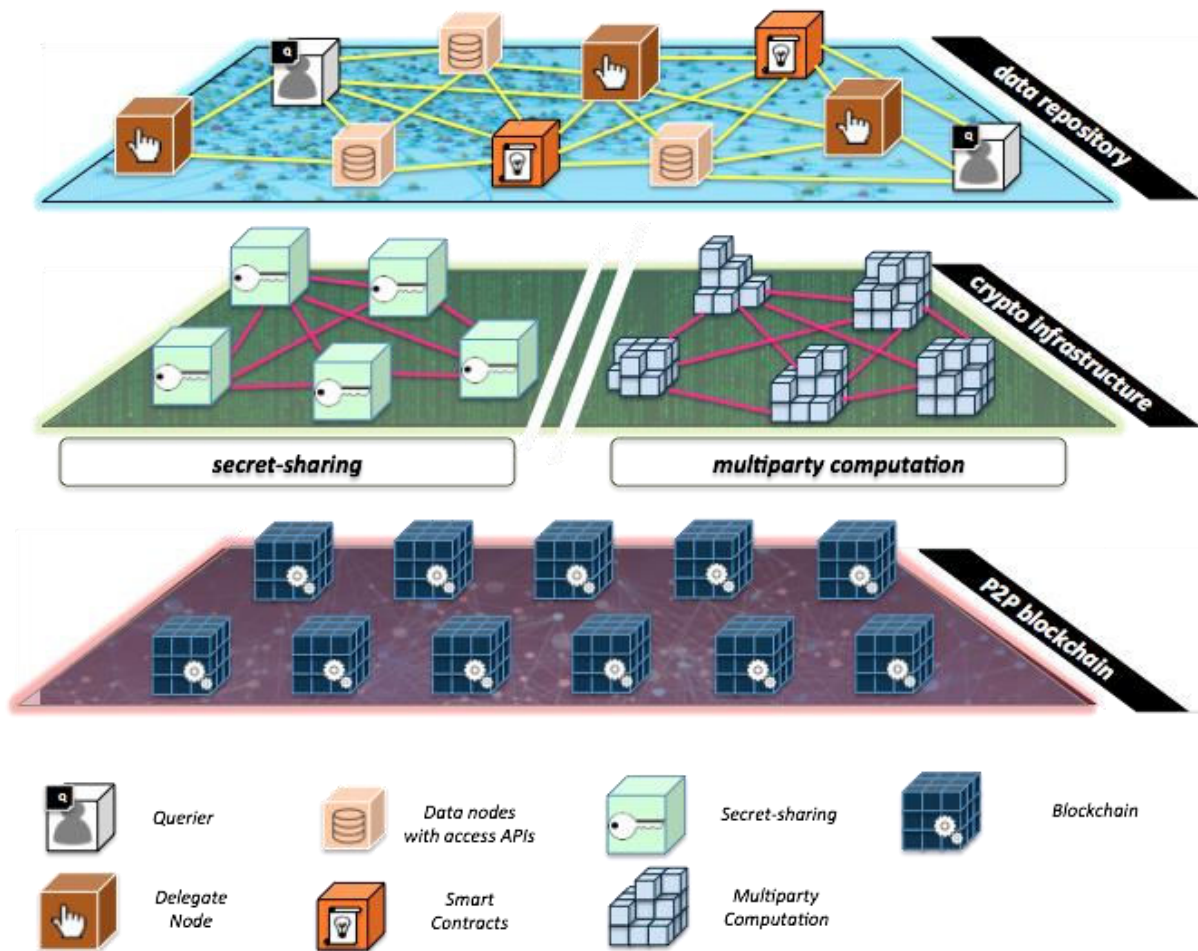 Q
data repository
Q
crypto infrastructure
secret-sharing
multiparty computation
P2P blockchain
Q
Querier
Data nodes
with access APIs
Secret-sharing
Blockchain
Delegate
Node
Smart
Contracts
Multiparty
Computation